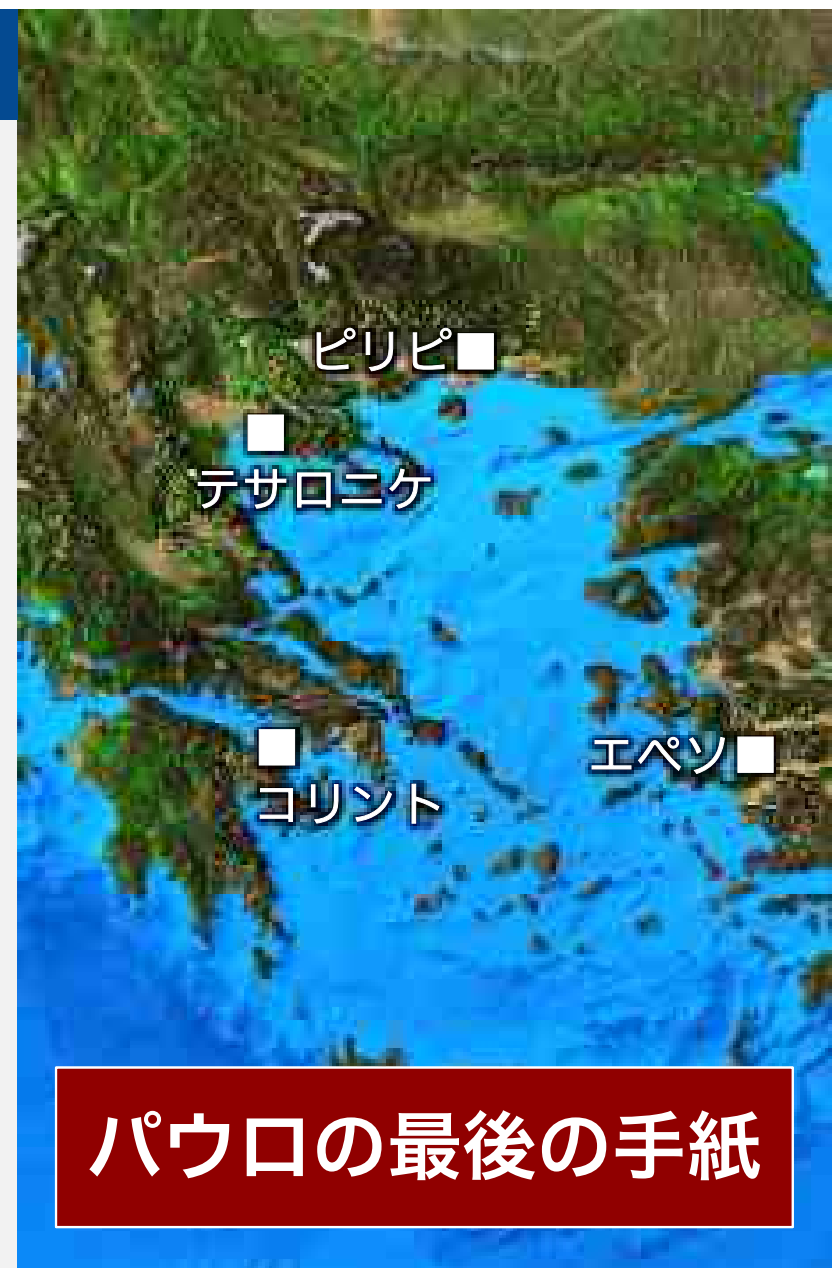 ピリピ
テサロニケ
エペソ
コリント
パウロの最後の手紙